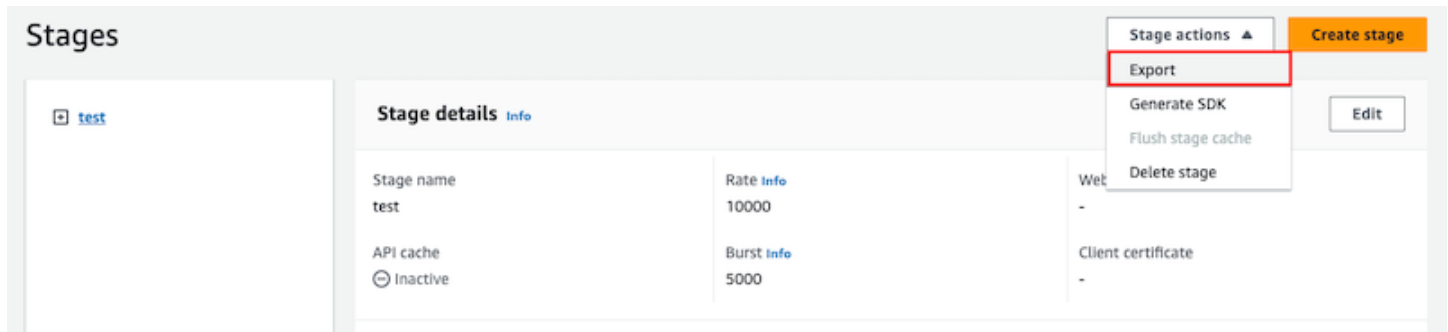 Stages
Stage actions
Create stage
Export
Generate SDK
Flush stage cache
Delete stage
test
Stage details Info
Edit
Stage name
test
Rate Info
10000
Web
-
API cache
Inactive
Burst Info
5000
Client certificate
-